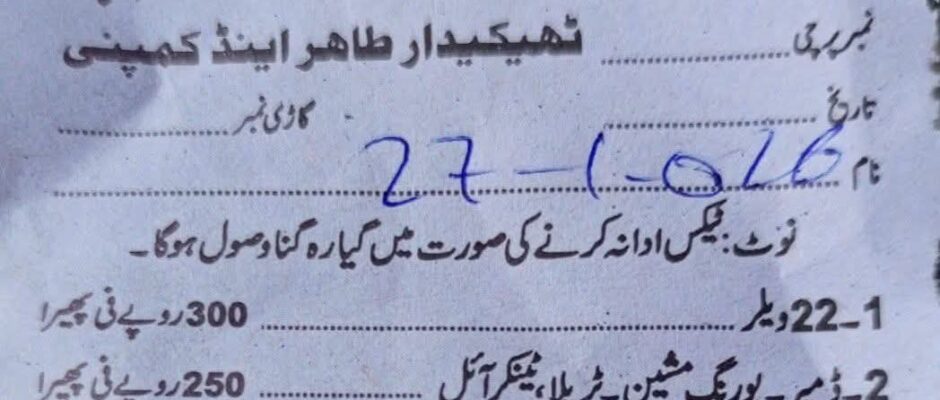 نمبر پرچی .......... ٹھیکیدار طاہر اینڈ کمپنی
تاریخ .......... گاڑی نمبر ..........
نام .......... 27-1-026
نوٹ: ٹیکس ادا نہ کرنے کی صورت میں گیارہ گنا وصول ہوگا۔
1۔22 ویلر .......... 300 روپے فی پھیرا
2۔ڈمپر۔بورنگ مشین۔ٹریلا، ٹینکر آئل .......... 250 روپے فی پھیرا